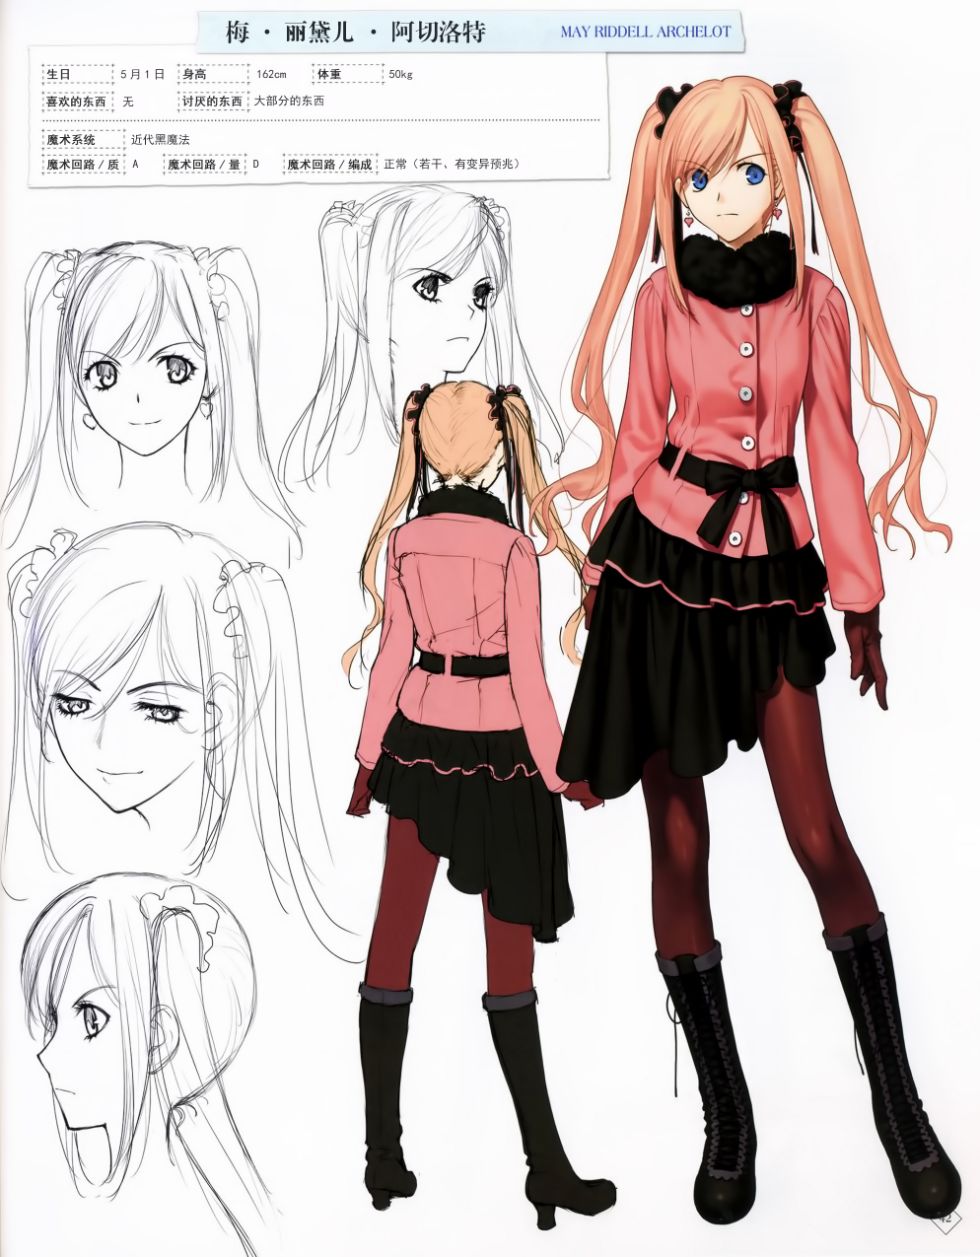 梅・丽黛儿・阿切洛特 MAY RIDDELL ARCHELOT
生日 5月1日 身高 162cm 体重 50kg
喜欢的东西 无 讨厌的东西 大部分的东西
魔术系统 近代黑魔法
魔术回路/质 A 魔术回路/量 D 魔术回路/编成 正常（若干、有变异预兆）
42